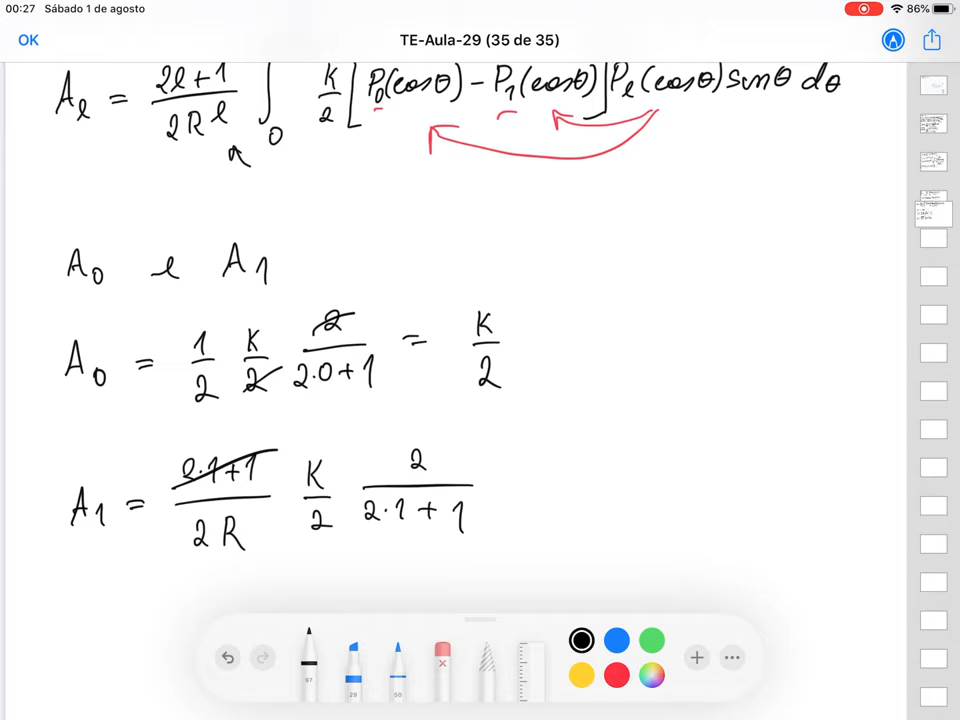 00:27 Sábado 1 de agosto 86%
OK TE-Aula-29 (35 de 35)
A_ℓ = (2ℓ+1)/(2R^ℓ) ∫_0 K/2 [P_0(cosθ) - P_1(cosθ)] P_ℓ(cosθ) sinθ dθ
A_0 e A_1
A_0 = 1/2 K/2 2/(2·0+1) = K/2
A_1 = (2·1+1)/(2R) K/2 2/(2·1+1)
97 29 50